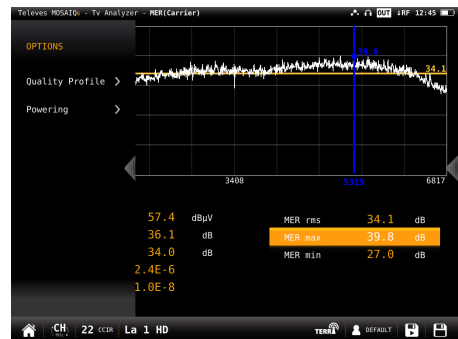 Televes MOSAIQ6 - Tv Analyzer - MER(Carrier) OUT ↓RF 12:45
OPTIONS
39.8
34.1
Quality Profile >
Powering >
3408 5319 6817
57.4 dBµV
36.1 dB
34.0 dB
2.4E-6
1.0E-8
MER rms 34.1 dB
MER max 39.8 dB
MER min 27.0 dB
CH 22 CCIR La 1 HD TERR DEFAULT